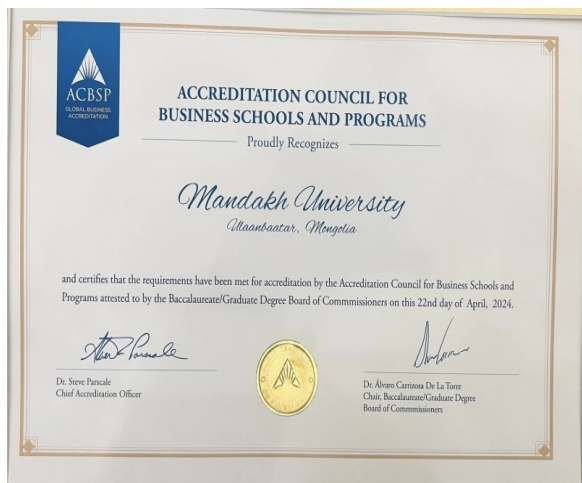 ACBSP
GLOBAL BUSINESS
ACCREDITATION
ACCREDITATION COUNCIL FOR
BUSINESS SCHOOLS AND PROGRAMS
Proudly Recognizes
Mandakh University
Ulaanbaatar, Mongolia
and certifies that the requirements have been met for accreditation by the Accreditation Council for Business Schools and
Programs attested to by the Baccalaureate/Graduate Degree Board of Commmissioners on this 22nd day of April, 2024.
Dr. Steve Parscale
Chief Accreditation Officer
Dr. Álvaro Carrizosa De La Torre
Chair, Baccalaureate/Graduate Degree
Board of Commmissioners